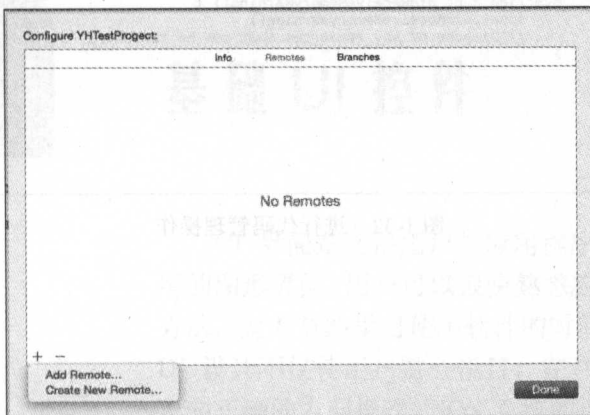 Configure YHTestProgect:
Info Remotes Branches
No Remotes
+ −
Add Remote...
Create New Remote...
Done